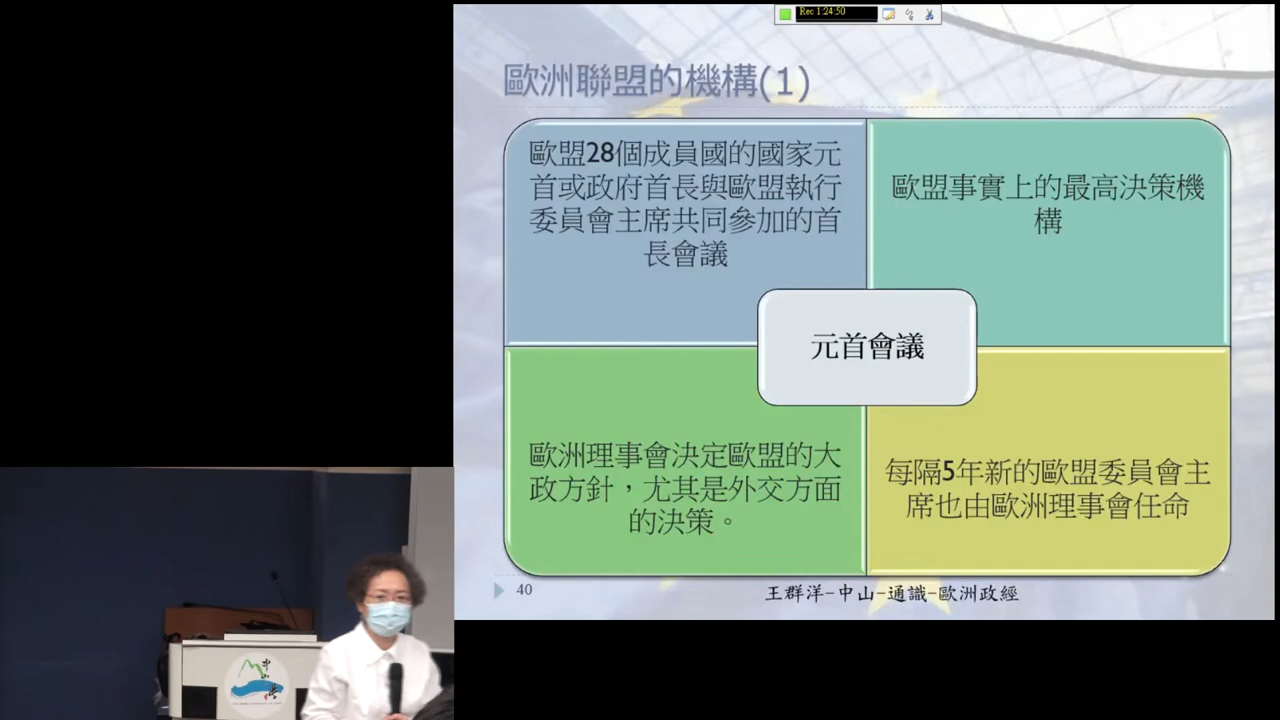 Rec 1:24:50
歐洲聯盟的機構(1)
歐盟28個成員國的國家元
首或政府首長與歐盟執行
委員會主席共同參加的首
長會議
歐盟事實上的最高決策機
構
元首會議
歐洲理事會決定歐盟的大
政方針，尤其是外交方面
的決策。
每隔5年新的歐盟委員會主
席也由歐洲理事會任命
40
王群洋-中山-通識-歐洲政經
中山